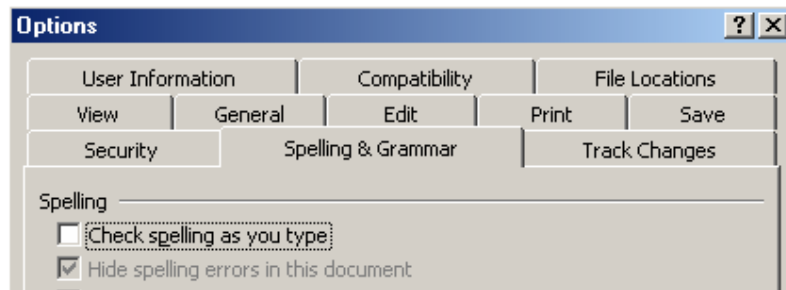 Options
User Information Compatibility File Locations
View General Edit Print Save
Security Spelling & Grammar Track Changes
Spelling
Check spelling as you type
Hide spelling errors in this document